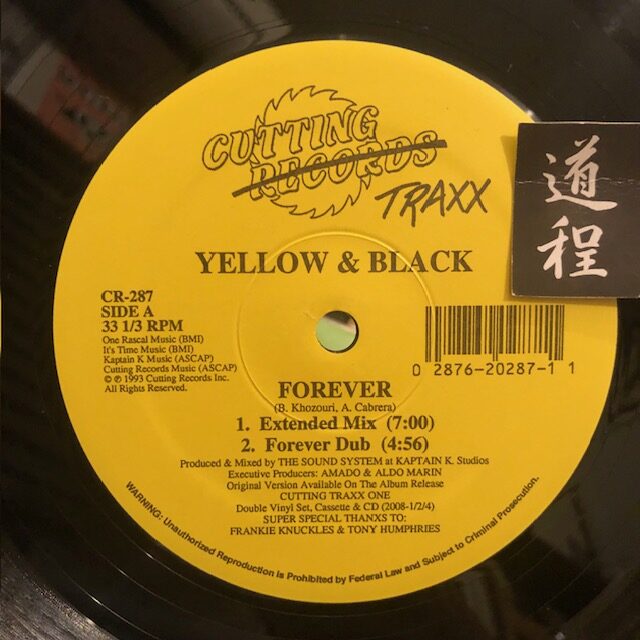 CUTTING
RECORDS
TRAXX
道程
YELLOW & BLACK
CR-287
SIDE A
33 1/3 RPM
One Rascal Music (BMI)
It's Time Music (BMI)
Kaptain K Music (ASCAP)
Cutting Records Music (ASCAP)
© ℗ 1993 Cutting Records Inc.
All Rights Reserved.
0 2876-20287-1 1
FOREVER
(B. Khozouri, A. Cabrera)
1. Extended Mix (7:00)
2. Forever Dub (4:56)
Produced & Mixed by THE SOUND SYSTEM at KAPTAIN K. Studios
Executive Producers: AMADO & ALDO MARIN
Original Version Available On The Album Release
CUTTING TRAXX ONE
Double Vinyl Set, Cassette & CD (2008-1/2/4)
SUPER SPECIAL THANXS TO:
FRANKIE KNUCKLES & TONY HUMPHRIES
WARNING: Unauthorized Reproduction is Prohibited by Federal Law and Subject to Criminal Prosecution.